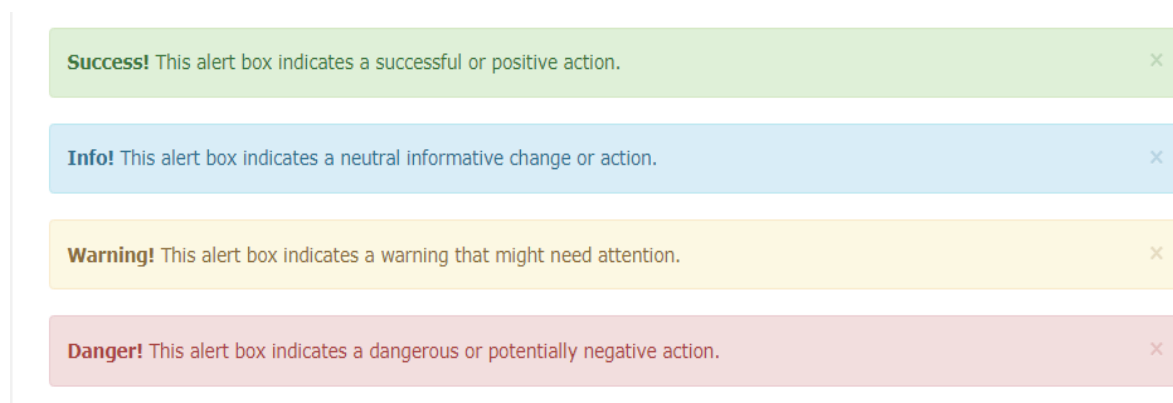 Success! This alert box indicates a successful or positive action. ×
Info! This alert box indicates a neutral informative change or action. ×
Warning! This alert box indicates a warning that might need attention. ×
Danger! This alert box indicates a dangerous or potentially negative action. ×